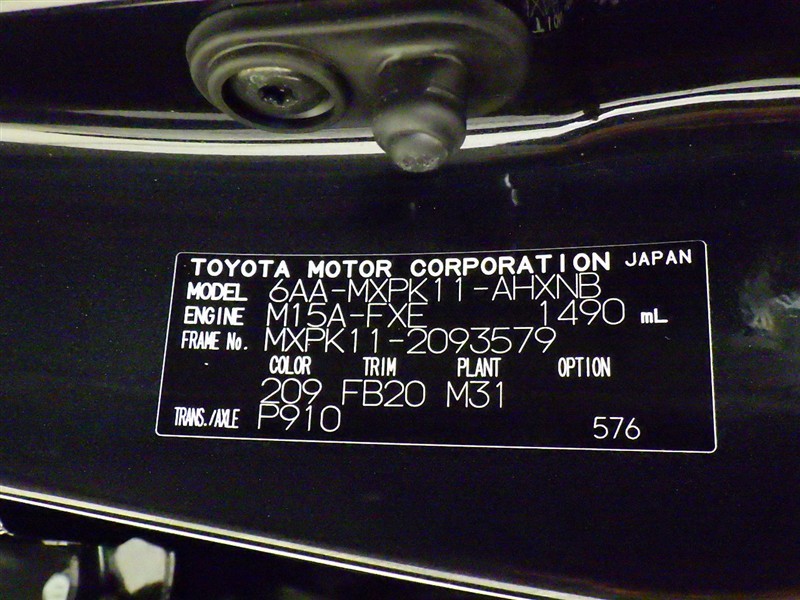 TOYOTA MOTOR CORPORATION JAPAN
MODEL 6AA-MXPK11-AHXNB
ENGINE M15A-FXE 1490 mL
FRAME No. MXPK11-2093579
COLOR TRIM PLANT OPTION
209 FB20 M31
TRANS./AXLE P910 576